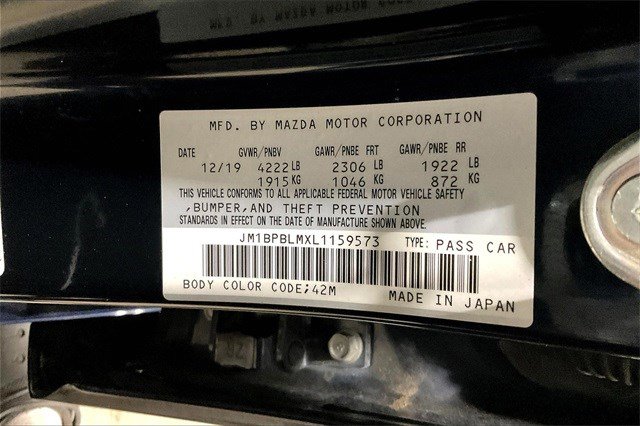 MFD. BY MAZDA MOTOR CORPORATION
DATE GVWR/PNBV GAWR/PNBE FRT GAWR/PNBE RR
12/19 4222 LB 2306 LB 1922 LB
1915 KG 1046 KG 872 KG
THIS VEHICLE CONFORMS TO ALL APPLICABLE FEDERAL MOTOR VEHICLE SAFETY
,BUMPER,AND THEFT PREVENTION
STANDARDS IN EFFECT ON THE DATE OF MANUFACTURE SHOWN ABOVE.
JM1BPBLMXL1159573 TYPE: PASS CAR
BODY COLOR CODE;42M MADE IN JAPAN